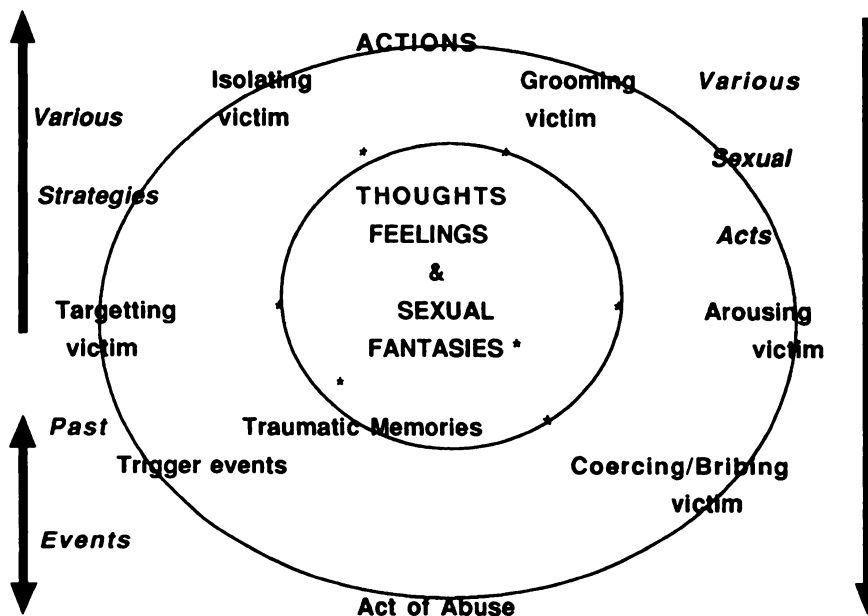 ACTIONS
Isolating
victim
Grooming
victim
Various
Various
Sexual
Strategies
THOUGHTS
FEELINGS
&
SEXUAL
FANTASIES *
Acts
Targetting
victim
Arousing
victim
Past
Traumatic Memories
Trigger events
Coercing/Bribing
victim
Events
Act of Abuse